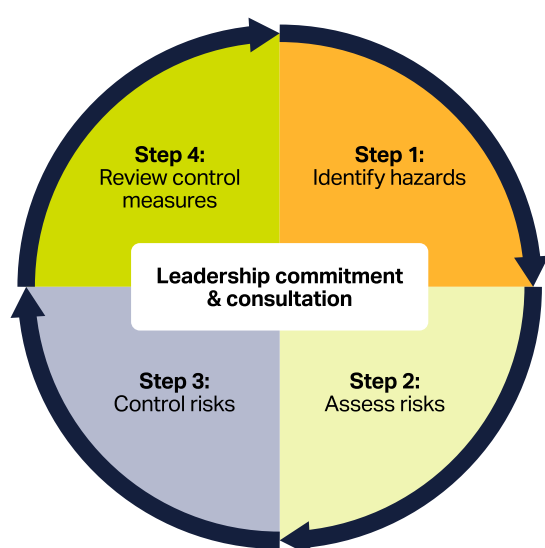 Step 1:
Identify hazards
Step 2:
Assess risks
Step 3:
Control risks
Step 4:
Review control
measures
Leadership commitment
& consultation